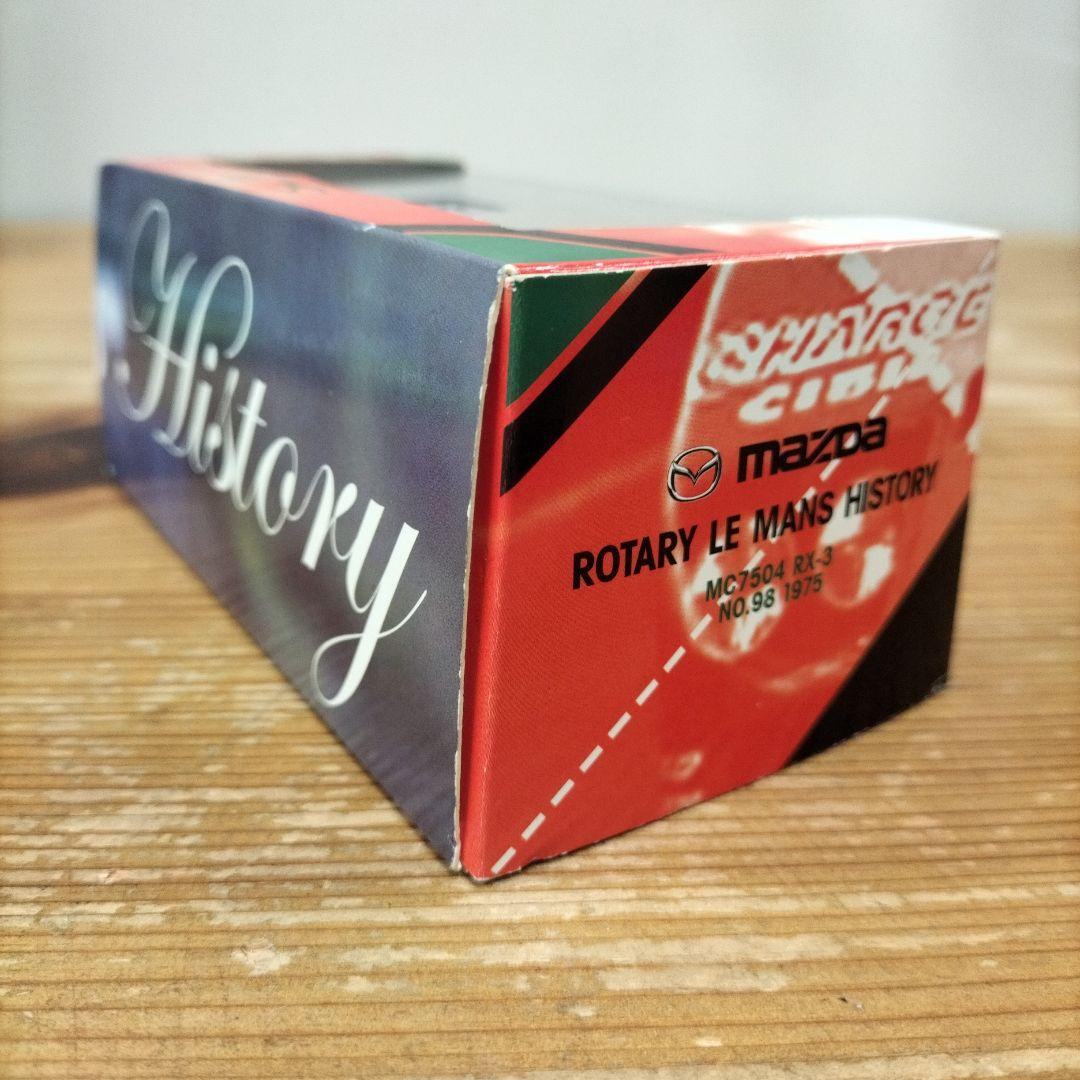 History
mazda
ROTARY LE MANS HISTORY
MC7504 RX-3
NO.98 1975